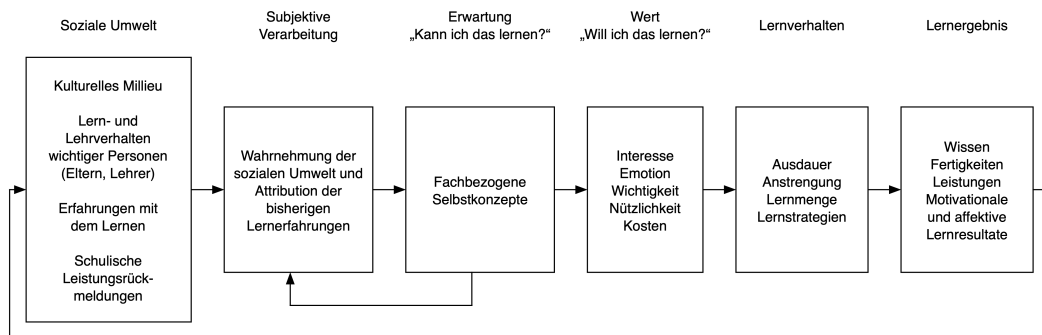 Soziale Umwelt
Subjektive
Verarbeitung
Erwartung
„Kann ich das lernen?“
Wert
„Will ich das lernen?“
Lernverhalten
Lernergebnis
Kulturelles Millieu
Lern- und
Lehrverhalten
wichtiger Personen
(Eltern, Lehrer)
Erfahrungen mit
dem Lernen
Schulische
Leistungsrück-
meldungen
Wahrnehmung der
sozialen Umwelt und
Attribution der
bisherigen
Lernerfahrungen
Fachbezogene
Selbstkonzepte
Interesse
Emotion
Wichtigkeit
Nützlichkeit
Kosten
Ausdauer
Anstrengung
Lernmenge
Lernstrategien
Wissen
Fertigkeiten
Leistungen
Motivationale
und affektive
Lernresultate